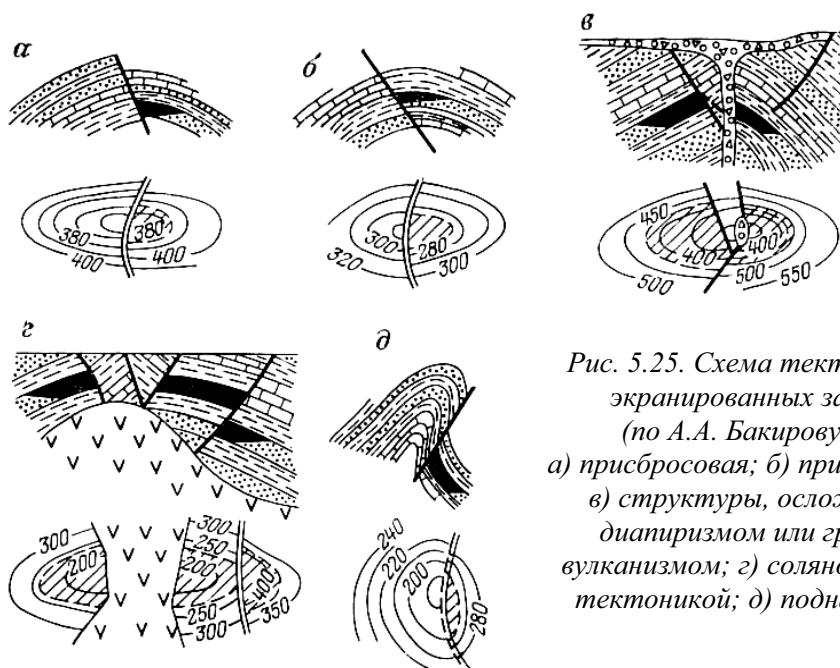 а
б
в
380
380
400
400
300
280
320
300
450
400
400
500
500
550
г
д
300
200
300
250
200
400
250
300
350
240
220
200
280
Рис. 5.25. Схема тект
экранированных за
(по А.А. Бакирову
а) присбросовая; б) при
в) структуры, ослож
диапиризмом или гр
вулканизмом; г) солян
тектоникой; д) подн